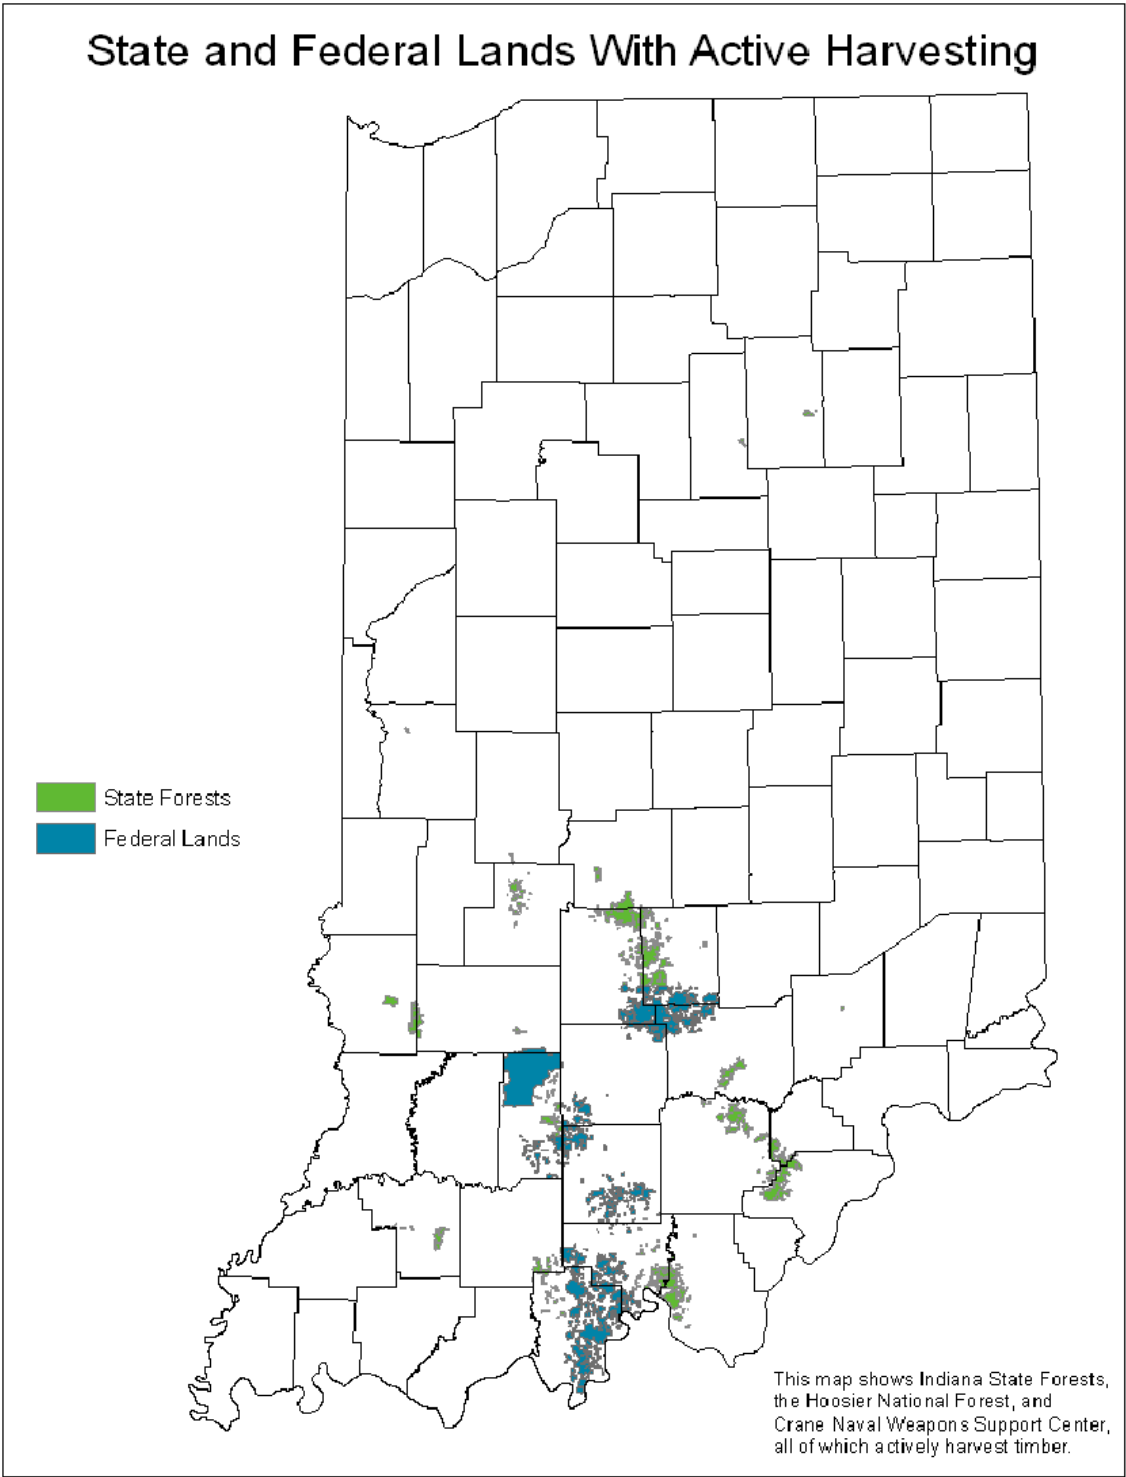 State and Federal Lands With Active Harvesting
State Forests
Federal Lands
This map shows Indiana State Forests,
the Hoosier National Forest, and
Crane Naval Weapons Support Center,
all of which actively harvest timber.